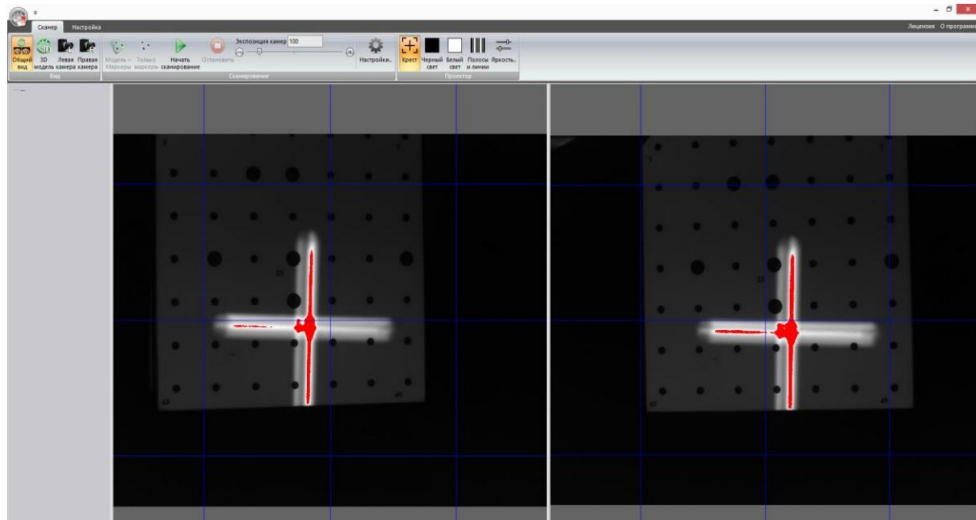 Сканер Настройка
Лицензия О программе
Общий вид
3D модель
Левая камера
Правая камера
Модель + Маркеры
Только маркеры
Начать сканирование
Остановить
Экспозиция камер 100
Настройки..
Крест
Черный свет
Белый свет
Полосы и линии
Яркость..
Вид
Сканирование
Проектор